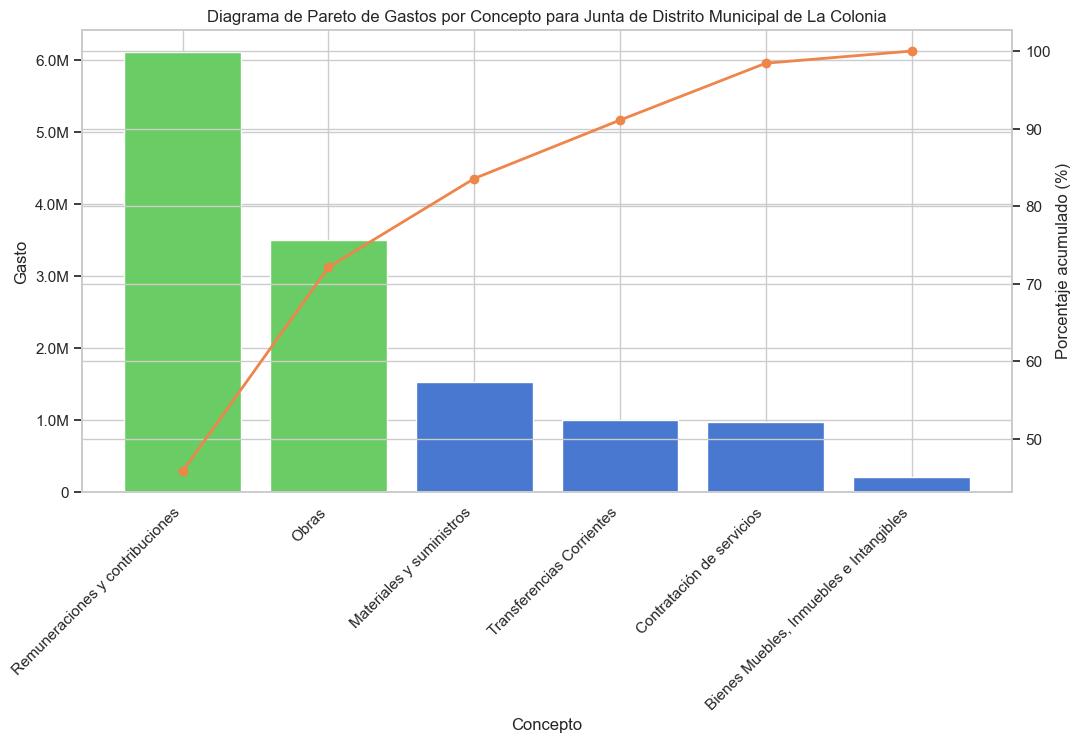 Diagrama de Pareto de Gastos por Concepto para Junta de Distrito Municipal de La Colonia
Gasto
6.0M
5.0M
4.0M
3.0M
2.0M
1.0M
0
100
90
80
70
60
50
Porcentaje acumulado (%)
Remuneraciones y contribuciones
Obras
Materiales y suministros
Transferencias Corrientes
Contratación de servicios
Bienes Muebles, Inmuebles e Intangibles
Concepto